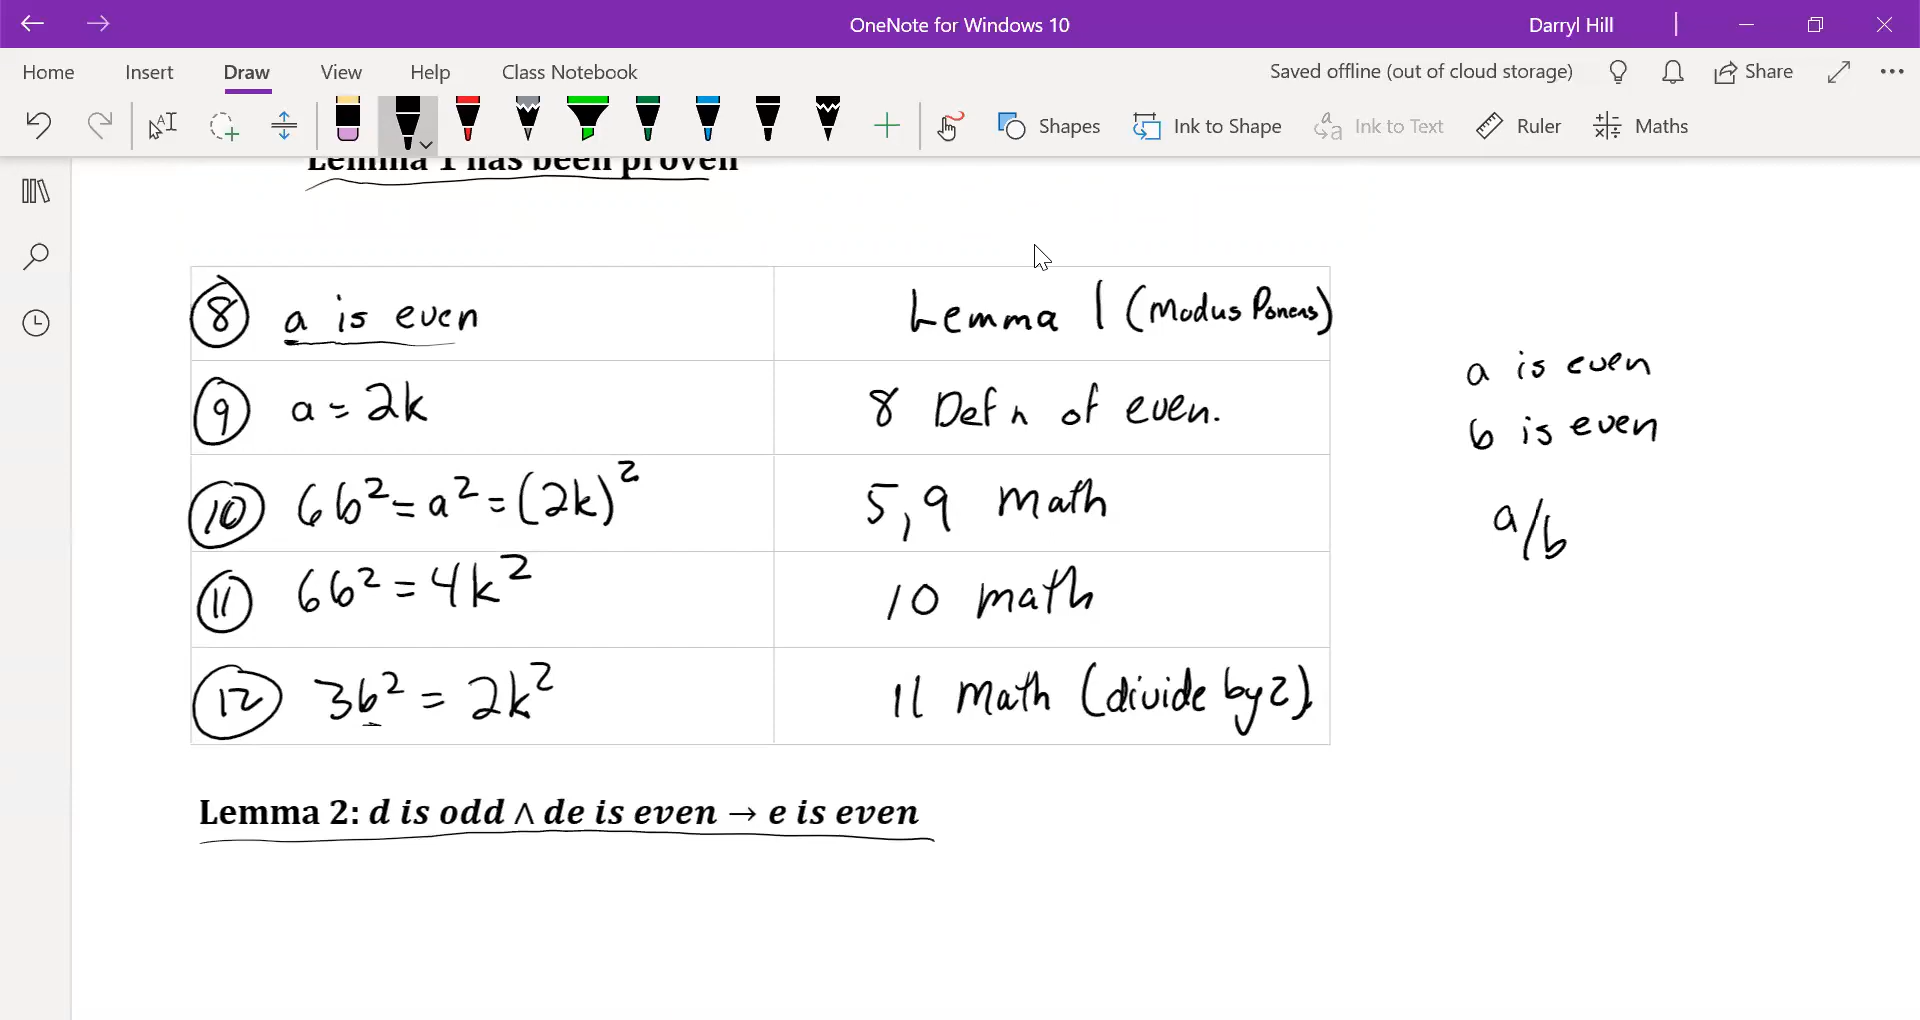 OneNote for Windows 10
Darryl Hill
Home Insert Draw View Help Class Notebook
Saved offline (out of cloud storage) Share
Shapes Ink to Shape Ink to Text Ruler Maths
Lemma 1 has been proven
8 a is even Lemma 1 (Modus Ponens)
9 a = 2k 8 Defn of even.
10 6b² = a² = (2k)² 5, 9 Math
11 6b² = 4k² 10 math
12 3b² = 2k² 11 Math (divide by 2).
a is even
b is even
a/b
Lemma 2: d is odd ∧ de is even → e is even